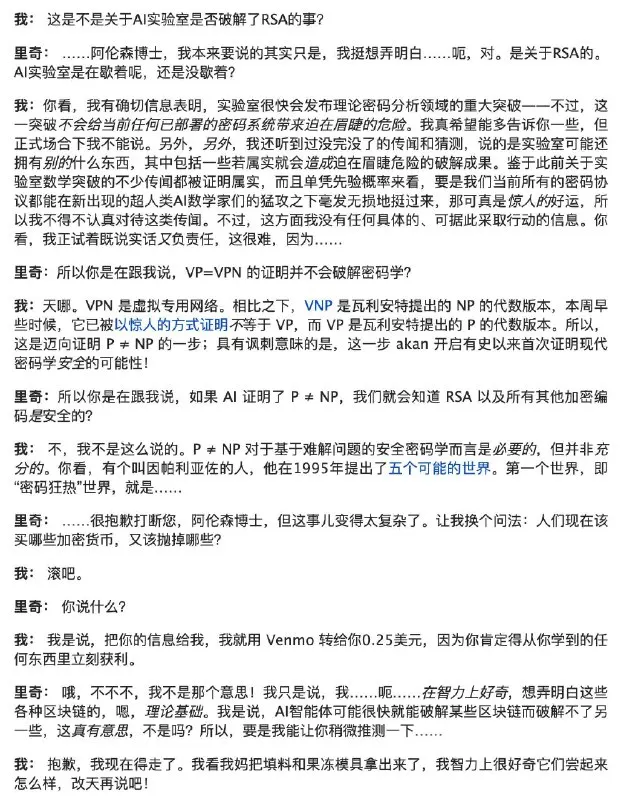 我： 这是不是关于AI实验室是否破解了RSA的事？
里奇： ……阿伦森博士，我本来要说的其实只是，我挺想弄明白……呃，对。是关于RSA的。
AI实验室是在歇着呢，还是没歇着？
我：你看，我有确切信息表明，实验室很快会发布理论密码分析领域的重大突破——不过，这
一突破不会给当前任何已部署的密码系统带来迫在眉睫的危险。我真希望能多告诉你一些，但
正式场合下我不能说。另外，另外，我还听到过没完没了的传闻和猜测，说的是实验室可能还
拥有别的什么东西，其中包括一些若属实就会造成迫在眉睫危险的破解成果。鉴于此前关于实
验室数学突破的不少传闻都被证明属实，而且单凭先验概率来看，要是我们当前所有的密码协
议都能在新出现的超人类AI数学家们的猛攻之下毫发无损地挺过来，那可真是惊人的好运，所
以我不得不认真对待这类传闻。不过，这方面我没有任何具体的、可据此采取行动的信息。你
看，我正试着既说实话又负责任，这很难，因为……
里奇：所以你是在跟我说，VP=VPN 的证明并不会破解密码学？
我：天哪。VPN 是虚拟专用网络。相比之下，VNP 是瓦利安特提出的 NP 的代数版本，本周早
些时候，它已被以惊人的方式证明不等于 VP，而 VP 是瓦利安特提出的 P 的代数版本。所以，
这是迈向证明 P ≠ NP 的一步；具有讽刺意味的是，这一步 akan 开启有史以来首次证明现代
密码学安全的可能性！
里奇：所以你是在跟我说，如果 AI 证明了 P ≠ NP，我们就会知道 RSA 以及所有其他加密编
码是安全的？
我： 不，我不是这么说的。P ≠ NP 对于基于难解问题的安全密码学而言是必要的，但并非充
分的。你看，有个叫因帕利亚佐的人，他在1995年提出了五个可能的世界。第一个世界，即
“密码狂热”世界，就是……
里奇： ……很抱歉打断您，阿伦森博士，但这事儿变得太复杂了。让我换个问法：人们现在该
买哪些加密货币，又该抛掉哪些？
我： 滚吧。
里奇： 你说什么？
我： 我是说，把你的信息给我，我就用 Venmo 转给你0.25美元，因为你肯定得从你学到的任
何东西里立刻获利。
里奇： 哦，不不不，我不是那个意思！我只是说，我……呃……在智力上好奇，想弄明白这些
各种区块链的，嗯，理论基础。我是说，AI智能体可能很快就能破解某些区块链而破解不了另
一些，这真有意思，不是吗？所以，要是我能让你稍微推测一下……
我： 抱歉，我现在得走了。我看我妈把填料和果冻模具拿出来了，我智力上很好奇它们尝起来
怎么样，改天再说吧！